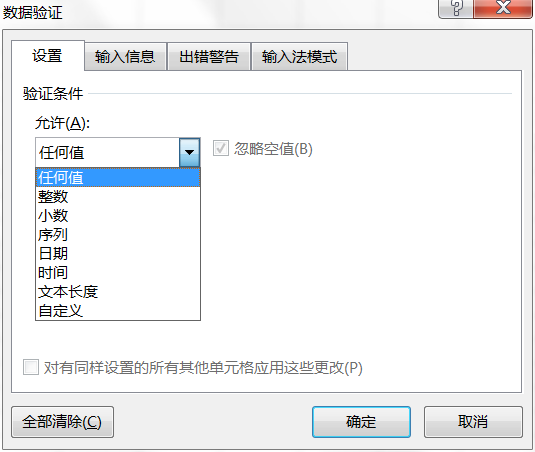 数据验证
设置 输入信息 出错警告 输入法模式
验证条件
允许(A):
任何值 忽略空值(B)
任何值
整数
小数
序列
日期
时间
文本长度
自定义
对有同样设置的所有其他单元格应用这些更改(P)
全部清除(C) 确定 取消